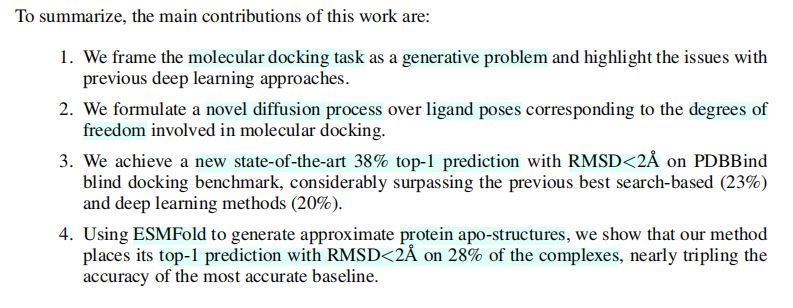 To summarize, the main contributions of this work are:
1. We frame the molecular docking task as a generative problem and highlight the issues with
previous deep learning approaches.
2. We formulate a novel diffusion process over ligand poses corresponding to the degrees of
freedom involved in molecular docking.
3. We achieve a new state-of-the-art 38% top-1 prediction with RMSD<2Å on PDBBind
blind docking benchmark, considerably surpassing the previous best search-based (23%)
and deep learning methods (20%).
4. Using ESMFold to generate approximate protein apo-structures, we show that our method
places its top-1 prediction with RMSD<2Å on 28% of the complexes, nearly tripling the
accuracy of the most accurate baseline.